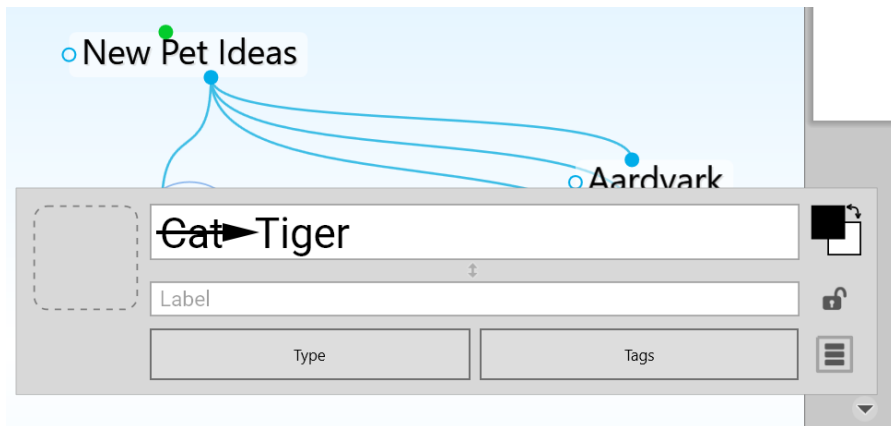 New Pet Ideas
Aardvark
Cat Tiger
Label
Type
Tags